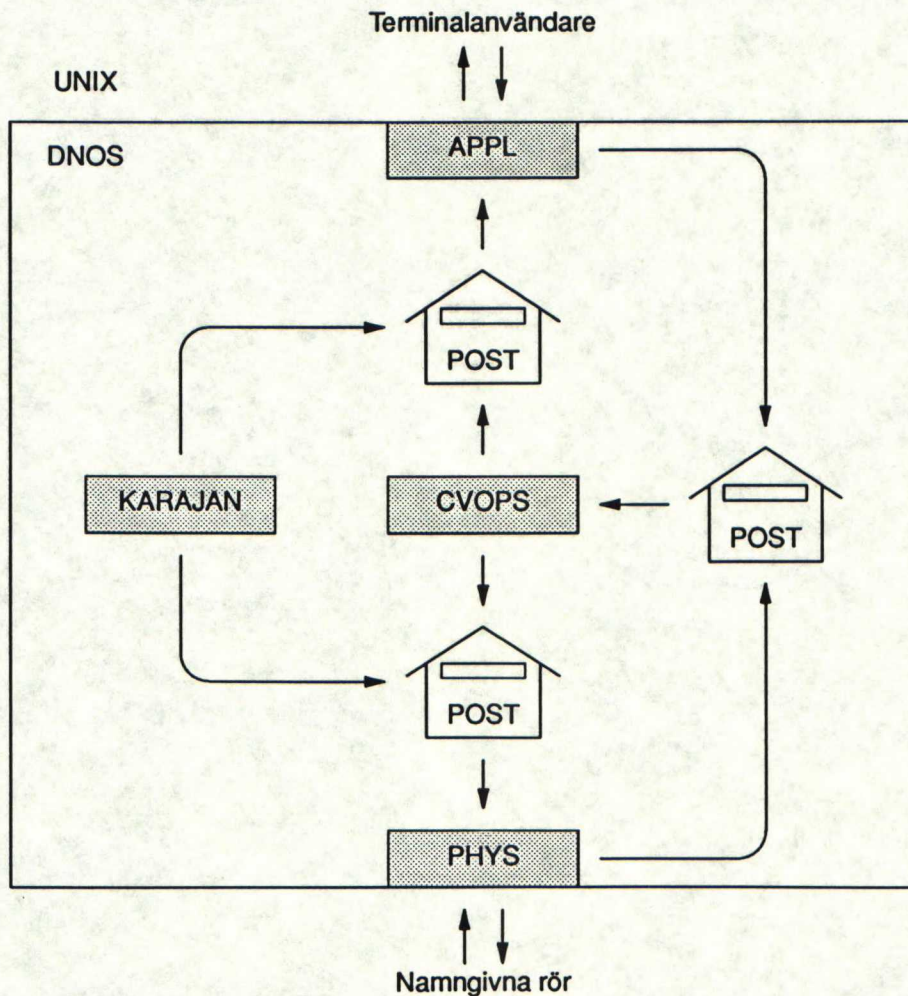 Terminalanvändare
UNIX
DNOS
APPL
POST
KARAJAN
CVOPS
POST
POST
PHYS
Namngivna rör